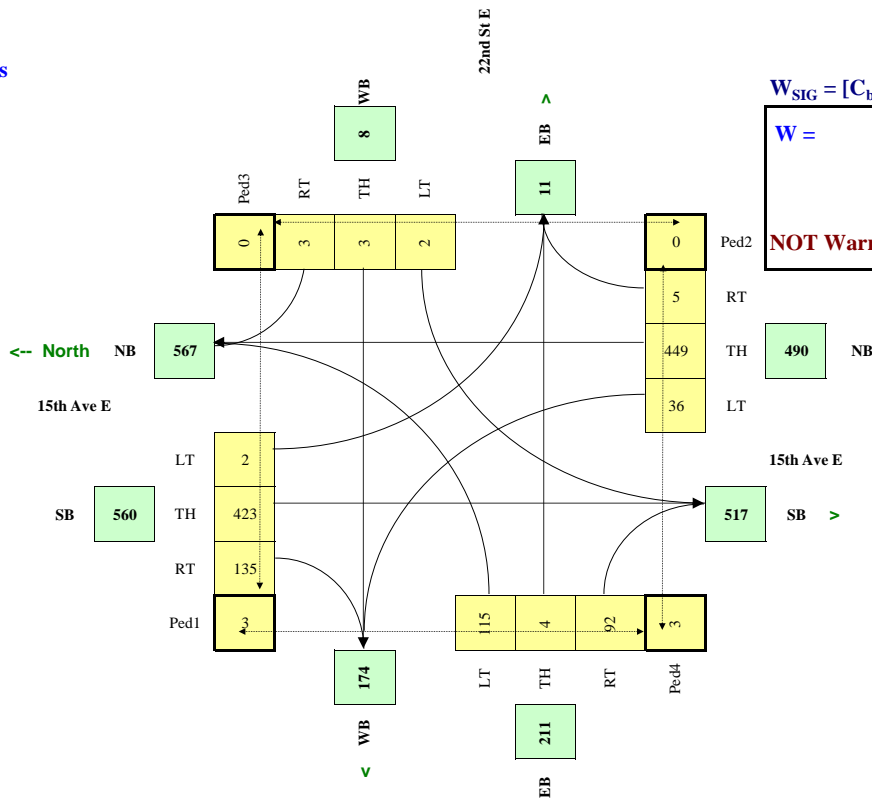 22nd St E
s
W_SIG = [C_b
W =
NOT Warr
WB
8
^
EB
11
Ped3
RT
TH
LT
0
3
3
2
0
Ped2
5
RT
<-- North
NB
567
449
TH
490
NB
15th Ave E
36
LT
LT
2
15th Ave E
SB
560
TH
423
517
SB
>
RT
135
Ped1
3
115
4
92
3
174
LT
TH
RT
Ped4
WB
211
v
EB